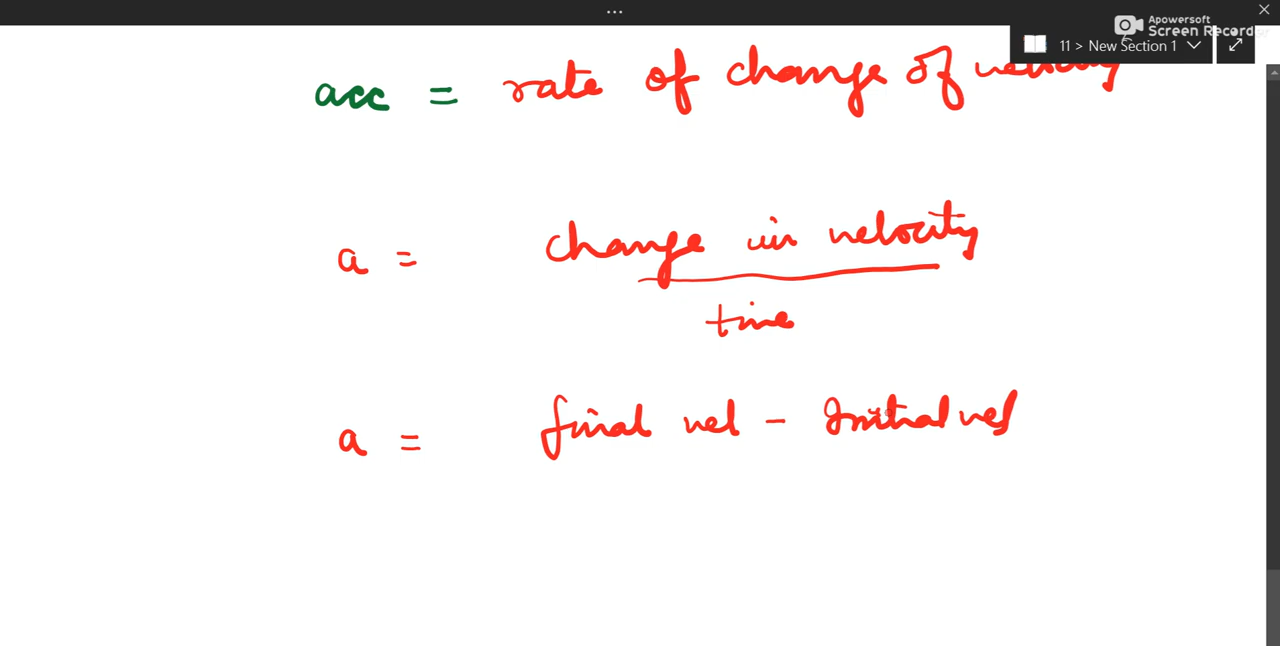 ...
Apowersoft
Screen Recorder
11 > New Section 1
acc = rate of change of velocity
a = change in velocity
time
a = final vel - Initial vel